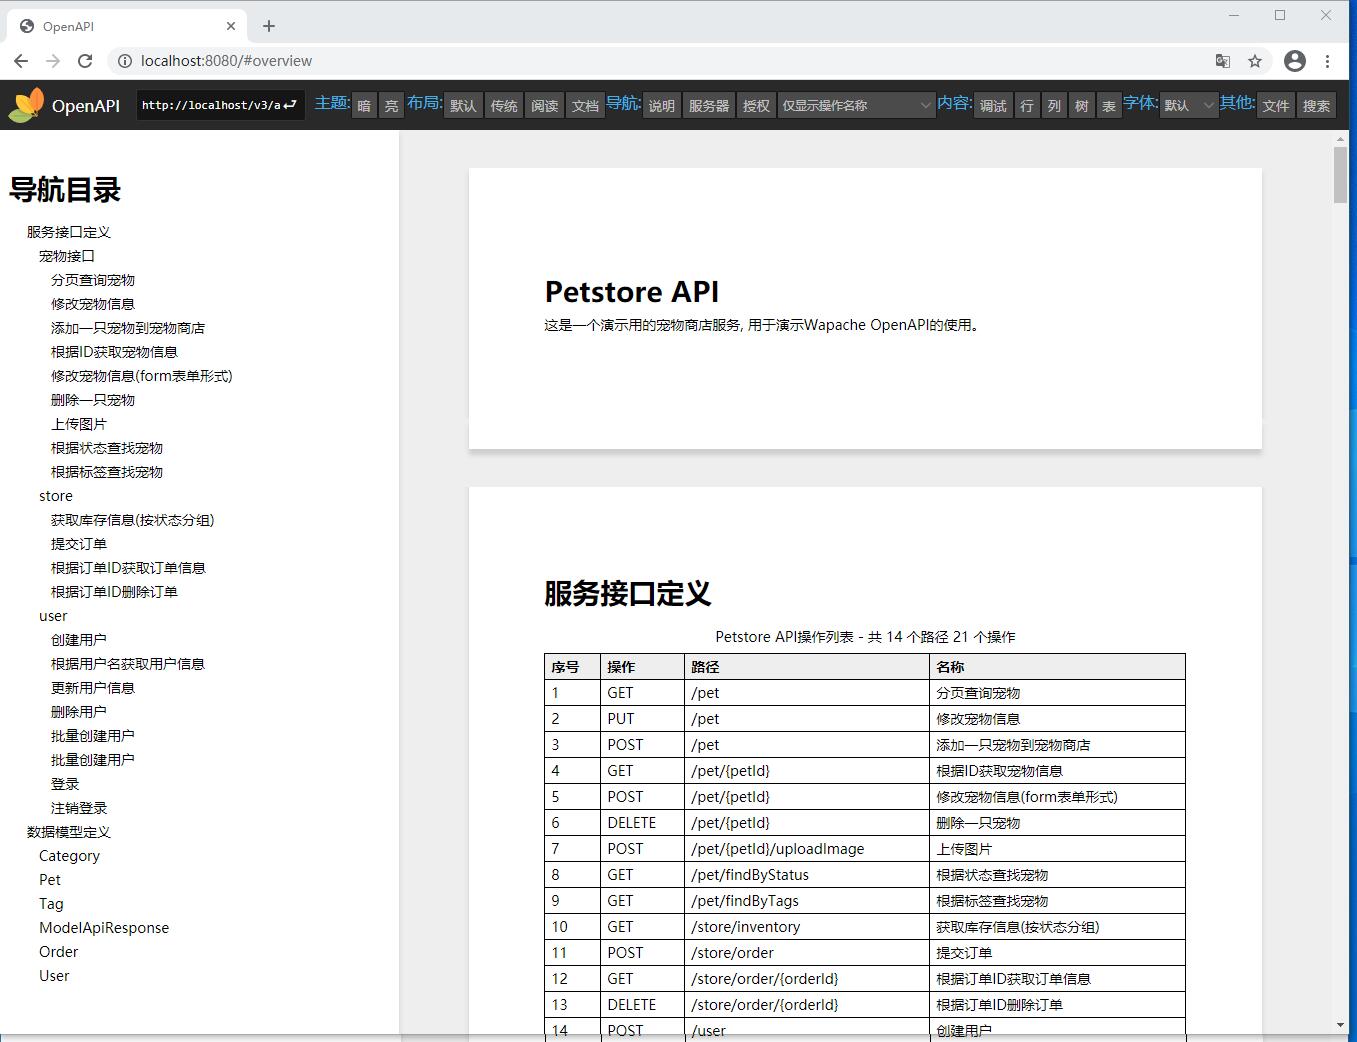 OpenAPI
localhost:8080/#overview
OpenAPI http://localhost/v3/a 主题: 暗 亮 布局: 默认 传统 阅读 文档 导航: 说明 服务器 授权 仅显示操作名称 内容: 调试 行 列 树 表 字体: 默认 其他: 文件 搜索
导航目录
服务接口定义
宠物接口
分页查询宠物
修改宠物信息
添加一只宠物到宠物商店
根据ID获取宠物信息
修改宠物信息(form表单形式)
删除一只宠物
上传图片
根据状态查找宠物
根据标签查找宠物
store
获取库存信息(按状态分组)
提交订单
根据订单ID获取订单信息
根据订单ID删除订单
user
创建用户
根据用户名获取用户信息
更新用户信息
删除用户
批量创建用户
批量创建用户
登录
注销登录
数据模型定义
Category
Pet
Tag
ModelApiResponse
Order
User
Petstore API
这是一个演示用的宠物商店服务, 用于演示Wapache OpenAPI的使用。
服务接口定义
Petstore API操作列表 - 共 14 个路径 21 个操作
序号 操作 路径 名称
1 GET /pet 分页查询宠物
2 PUT /pet 修改宠物信息
3 POST /pet 添加一只宠物到宠物商店
4 GET /pet/{petId} 根据ID获取宠物信息
5 POST /pet/{petId} 修改宠物信息(form表单形式)
6 DELETE /pet/{petId} 删除一只宠物
7 POST /pet/{petId}/uploadImage 上传图片
8 GET /pet/findByStatus 根据状态查找宠物
9 GET /pet/findByTags 根据标签查找宠物
10 GET /store/inventory 获取库存信息(按状态分组)
11 POST /store/order 提交订单
12 GET /store/order/{orderId} 根据订单ID获取订单信息
13 DELETE /store/order/{orderId} 根据订单ID删除订单
14 POST /user 创建用户